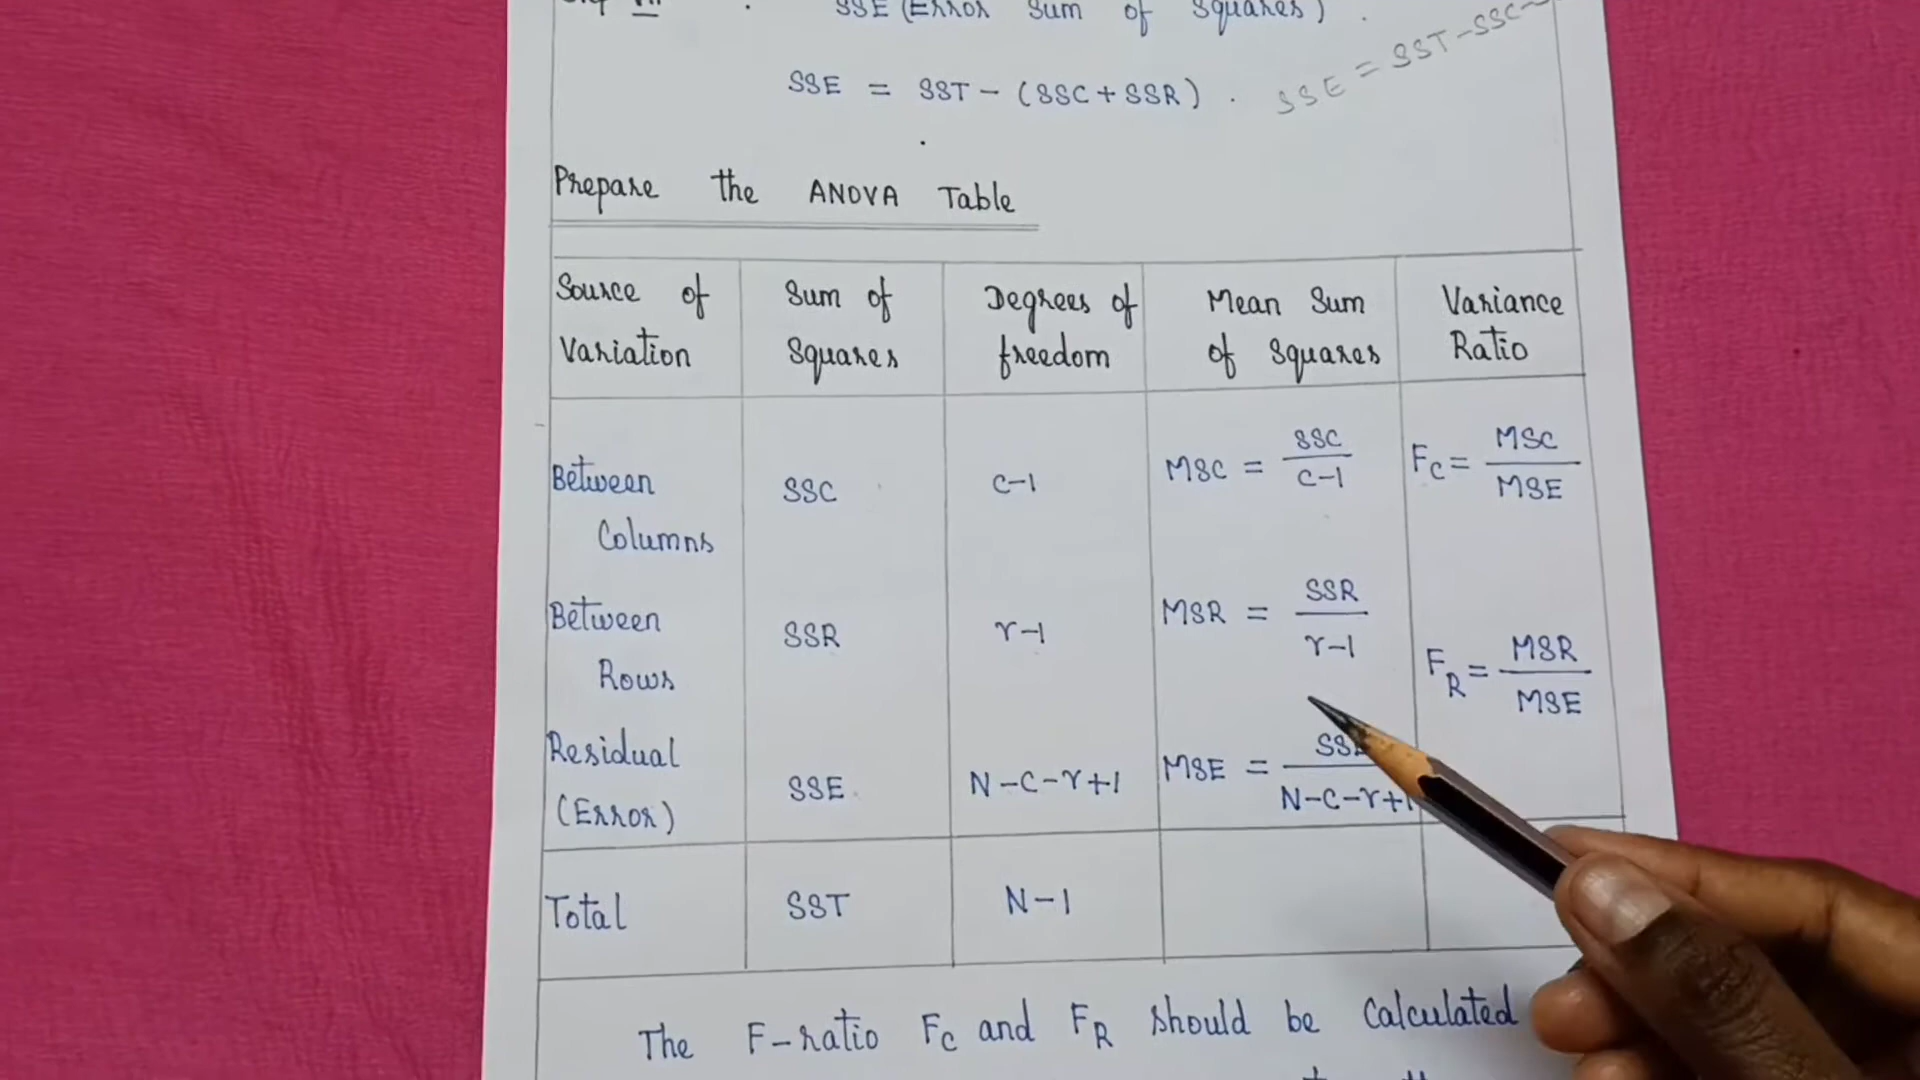 SSE (Error Sum of Squares).
SSE = SST - (SSC + SSR).
SSE = SST - SSC -
Prepare the ANOVA Table
Source of Variation | Sum of Squares | Degrees of freedom | Mean Sum of Squares | Variance Ratio
Between Columns | SSC | c-1 | MSC = SSC / c-1 | Fc = MSC / MSE
Between Rows | SSR | r-1 | MSR = SSR / r-1 | FR = MSR / MSE
Residual (Error) | SSE | N-c-r+1 | MSE = SSE / N-c-r+1
Total | SST | N-1
The F-ratio Fc and FR should be calculated